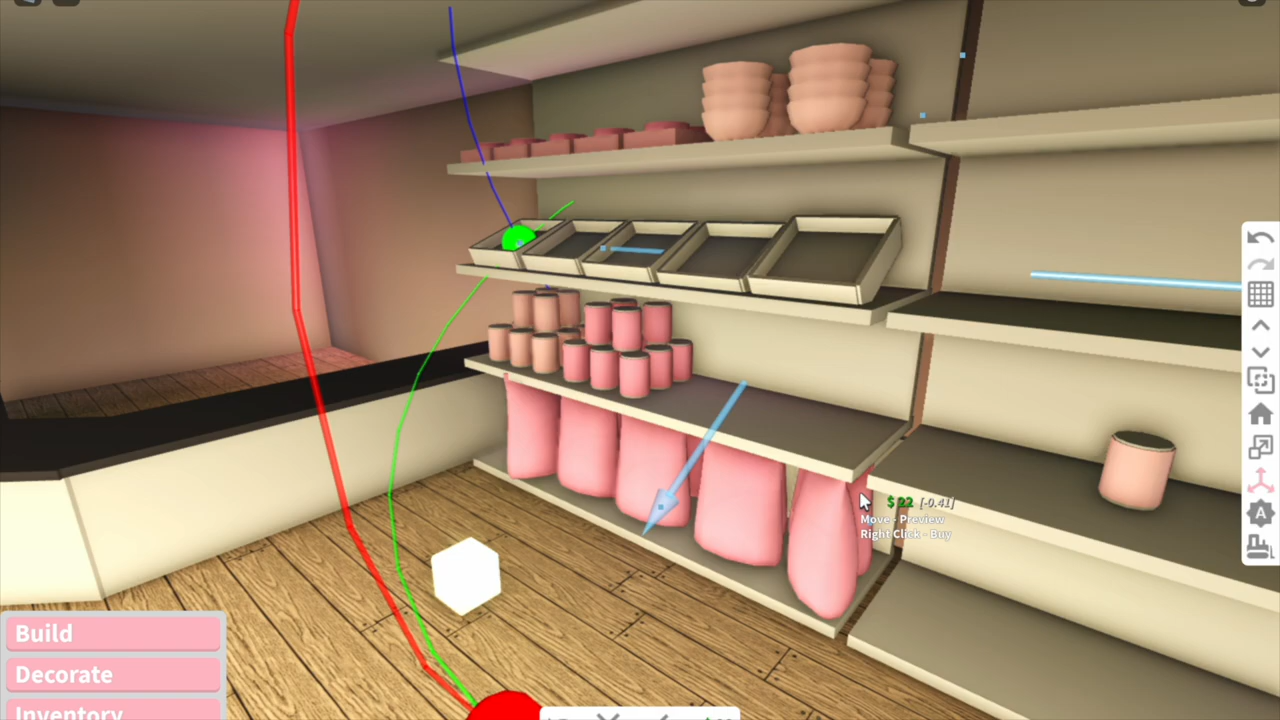 $ 22 [-0.41]
Move - Preview
Right Click - Buy
A
Build
Decorate
Inventory